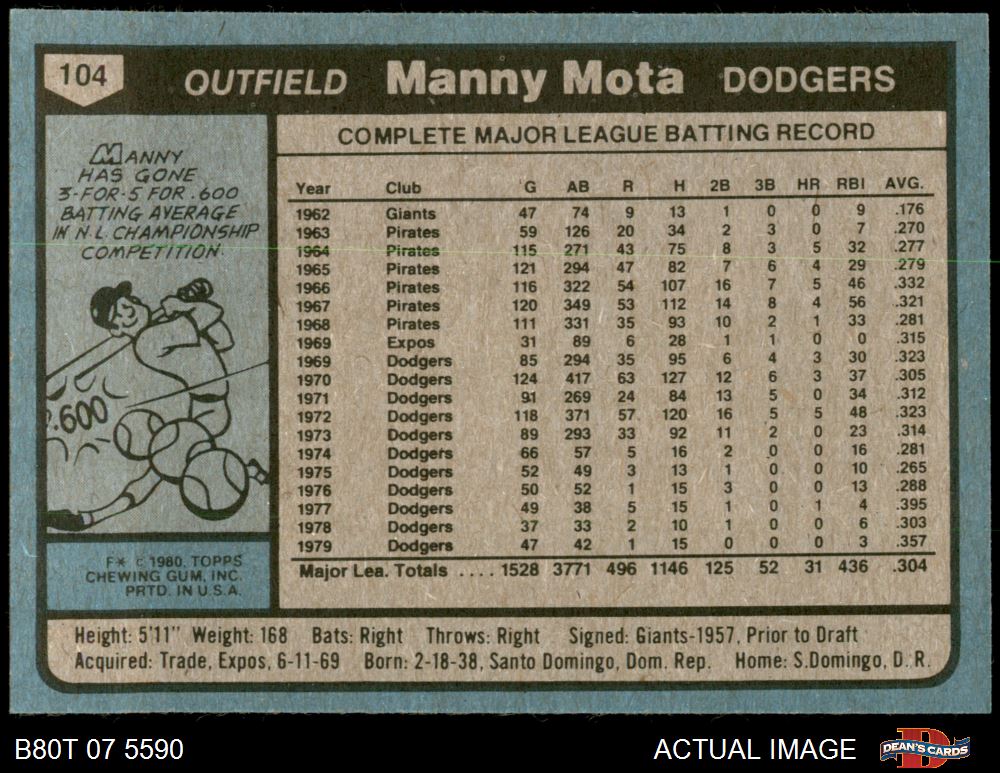 104 OUTFIELD Manny Mota DODGERS
MANNY
HAS GONE
3-FOR-5 FOR .600
BATTING AVERAGE
IN N.L. CHAMPIONSHIP
COMPETITION.
.600
F* © 1980, TOPPS
CHEWING GUM, INC.
PRTD. IN U.S.A.
COMPLETE MAJOR LEAGUE BATTING RECORD
Year Club G AB R H 2B 3B HR RBI AVG.
1962 Giants 47 74 9 13 1 0 0 9 .176
1963 Pirates 59 126 20 34 2 3 0 7 .270
1964 Pirates 115 271 43 75 8 3 5 32 .277
1965 Pirates 121 294 47 82 7 6 4 29 .279
1966 Pirates 116 322 54 107 16 7 5 46 .332
1967 Pirates 120 349 53 112 14 8 4 56 .321
1968 Pirates 111 331 35 93 10 2 1 33 .281
1969 Expos 31 89 6 28 1 1 0 0 .315
1969 Dodgers 85 294 35 95 6 4 3 30 .323
1970 Dodgers 124 417 63 127 12 6 3 37 .305
1971 Dodgers 91 269 24 84 13 5 0 34 .312
1972 Dodgers 118 371 57 120 16 5 5 48 .323
1973 Dodgers 89 293 33 92 11 2 0 23 .314
1974 Dodgers 66 57 5 16 2 0 0 16 .281
1975 Dodgers 52 49 3 13 1 0 0 10 .265
1976 Dodgers 50 52 1 15 3 0 0 13 .288
1977 Dodgers 49 38 5 15 1 0 1 4 .395
1978 Dodgers 37 33 2 10 1 0 0 6 .303
1979 Dodgers 47 42 1 15 0 0 0 3 .357
Major Lea. Totals .... 1528 3771 496 1146 125 52 31 436 .304
Height: 5'11" Weight: 168 Bats: Right Throws: Right Signed: Giants-1957, Prior to Draft
Acquired: Trade, Expos, 6-11-69 Born: 2-18-38, Santo Domingo, Dom. Rep. Home: S.Domingo, D.R.
B80T 07 5590 ACTUAL IMAGE DEAN'S CARDS